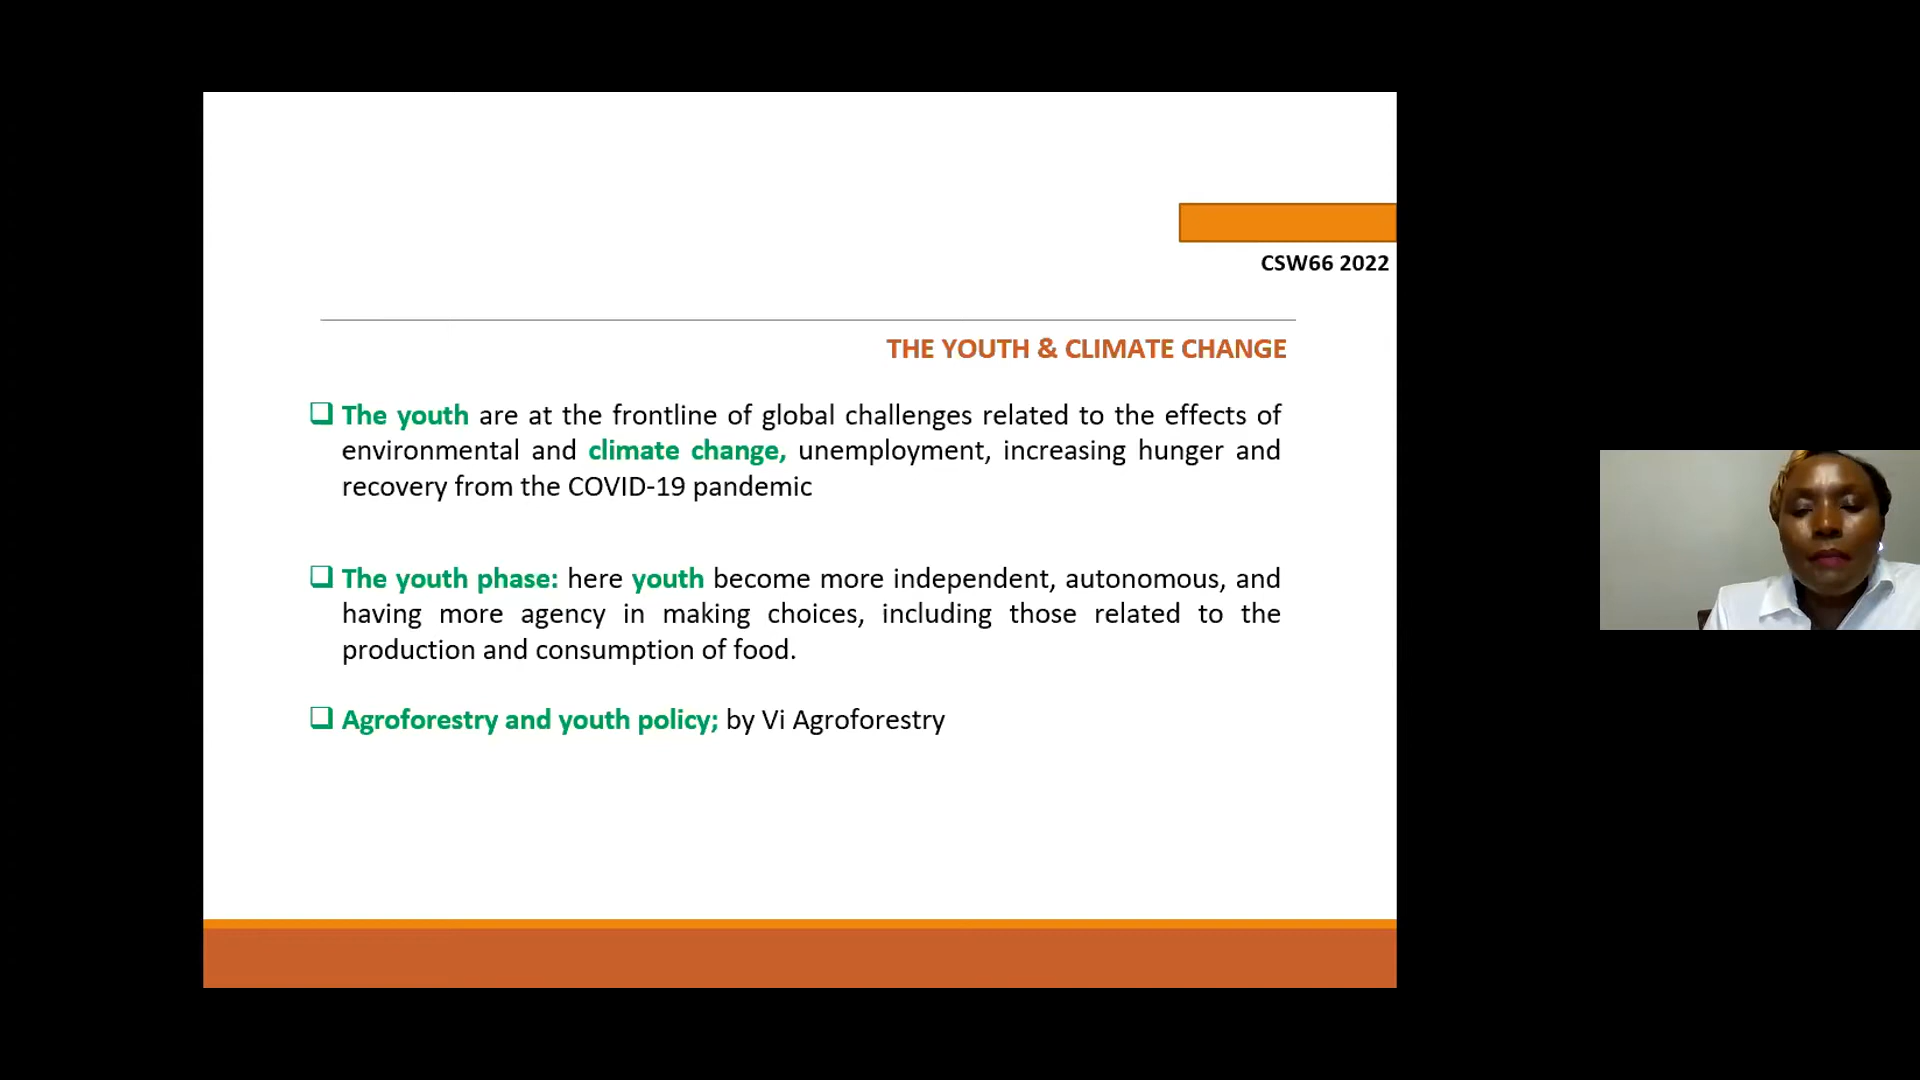 CSW66 2022
THE YOUTH & CLIMATE CHANGE
❑ The youth are at the frontline of global challenges related to the effects of
environmental and climate change, unemployment, increasing hunger and
recovery from the COVID-19 pandemic
❑ The youth phase: here youth become more independent, autonomous, and
having more agency in making choices, including those related to the
production and consumption of food.
❑ Agroforestry and youth policy; by Vi Agroforestry